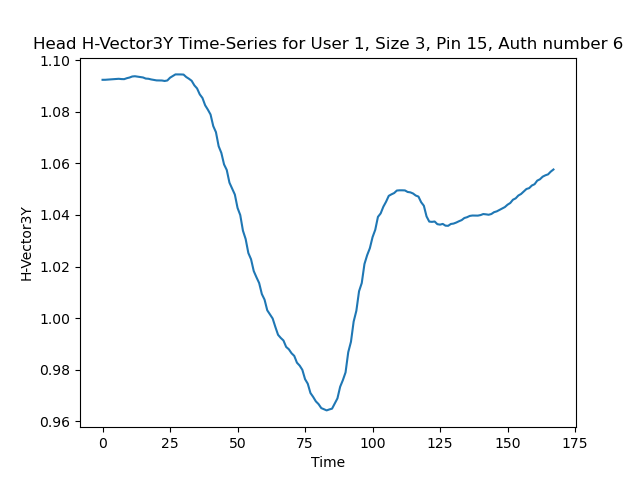 Head H-Vector3Y Time-Series for User 1, Size 3, Pin 15, Auth number 6
1.10
1.08
1.06
1.04
1.02
1.00
0.98
0.96
H-Vector3Y
0 25 50 75 100 125 150 175
Time